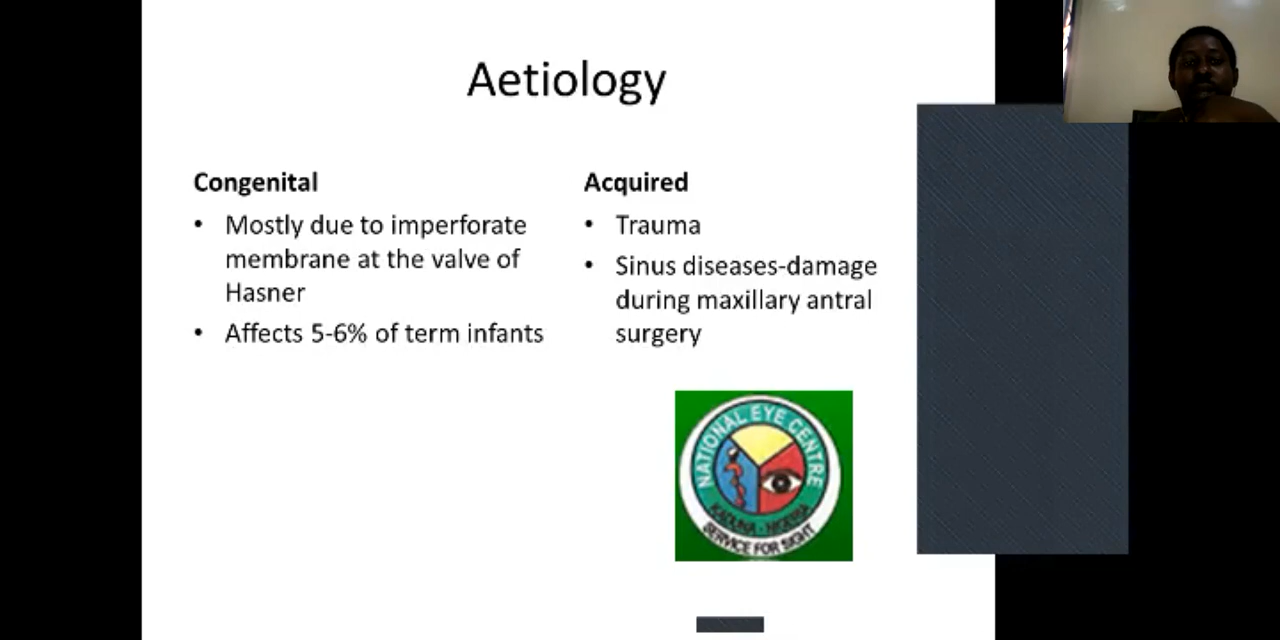 Aetiology
Congenital
• Mostly due to imperforate
membrane at the valve of
Hasner
• Affects 5-6% of term infants
Acquired
• Trauma
• Sinus diseases-damage
during maxillary antral
surgery
NATIONAL EYE CENTRE
KADUNA - NIGERIA
SERVICE FOR SIGHT